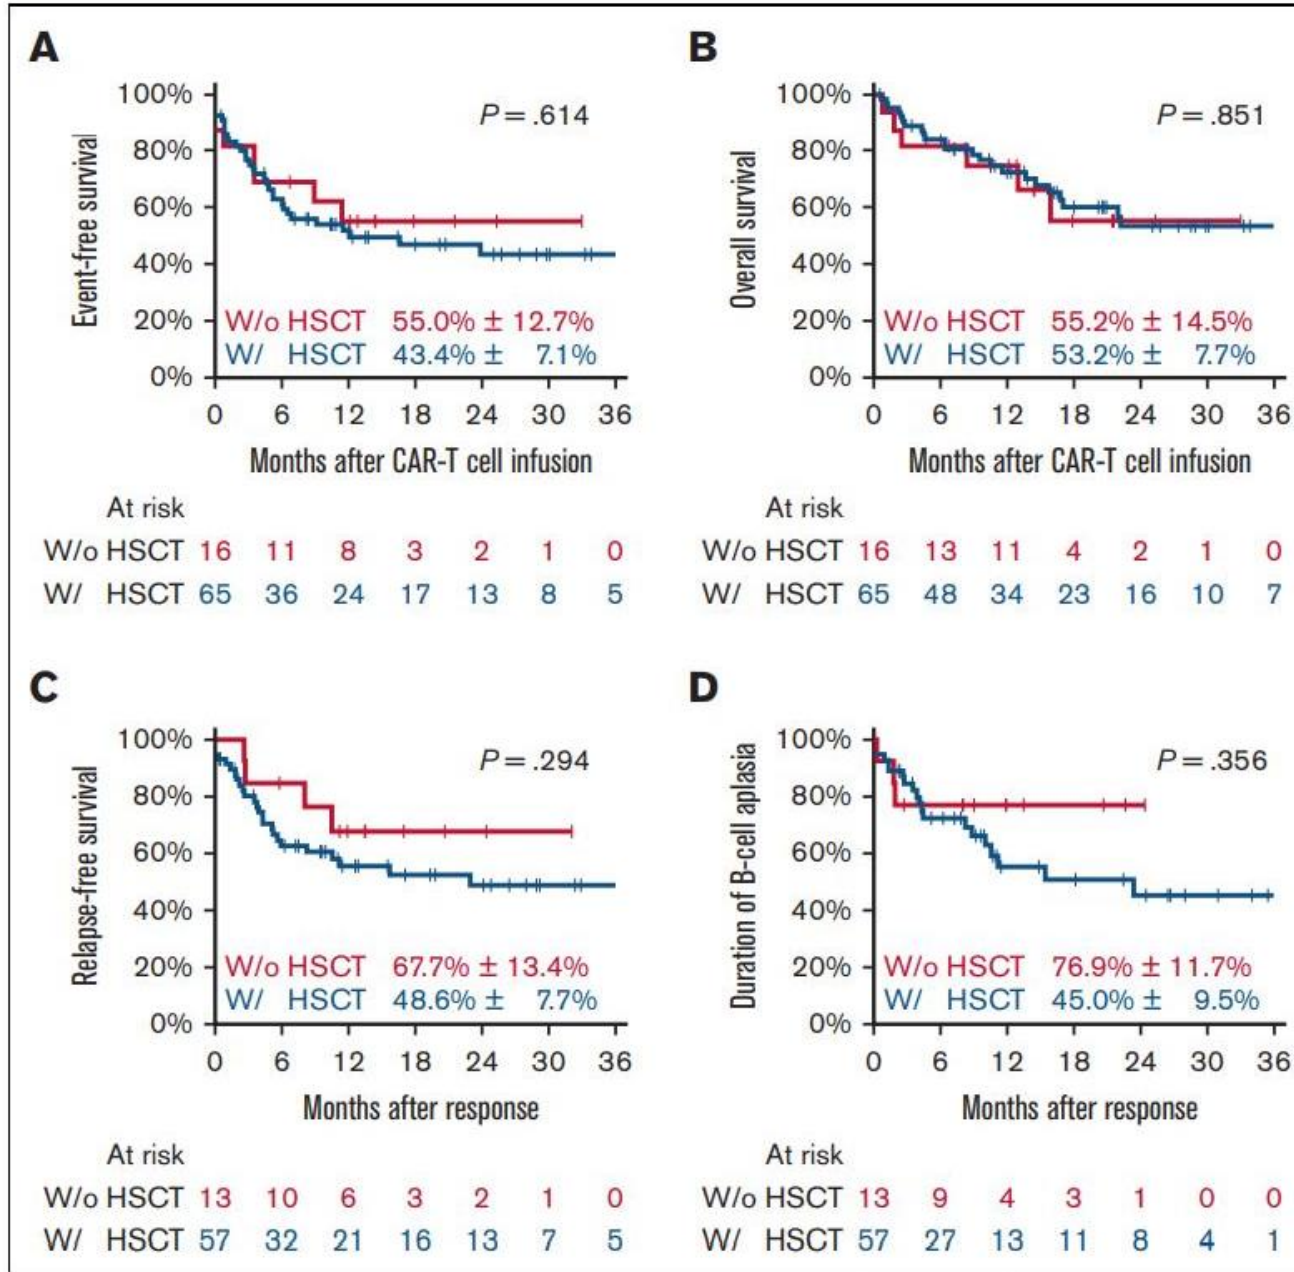 A
Event-free survival
100%
80%
60%
40%
20%
0%
P = .614
W/o HSCT 55.0% ± 12.7%
W/ HSCT 43.4% ± 7.1%
0 6 12 18 24 30 36
Months after CAR-T cell infusion
At risk
W/o HSCT 16 11 8 3 2 1 0
W/ HSCT 65 36 24 17 13 8 5
B
Overall survival
100%
80%
60%
40%
20%
0%
P = .851
W/o HSCT 55.2% ± 14.5%
W/ HSCT 53.2% ± 7.7%
0 6 12 18 24 30 36
Months after CAR-T cell infusion
At risk
W/o HSCT 16 13 11 4 2 1 0
W/ HSCT 65 48 34 23 16 10 7
C
Relapse-free survival
100%
80%
60%
40%
20%
0%
P = .294
W/o HSCT 67.7% ± 13.4%
W/ HSCT 48.6% ± 7.7%
0 6 12 18 24 30 36
Months after response
At risk
W/o HSCT 13 10 6 3 2 1 0
W/ HSCT 57 32 21 16 13 7 5
D
Duration of B-cell aplasia
100%
80%
60%
40%
20%
0%
P = .356
W/o HSCT 76.9% ± 11.7%
W/ HSCT 45.0% ± 9.5%
0 6 12 18 24 30 36
Months after response
At risk
W/o HSCT 13 9 4 3 1 0 0
W/ HSCT 57 27 13 11 8 4 1